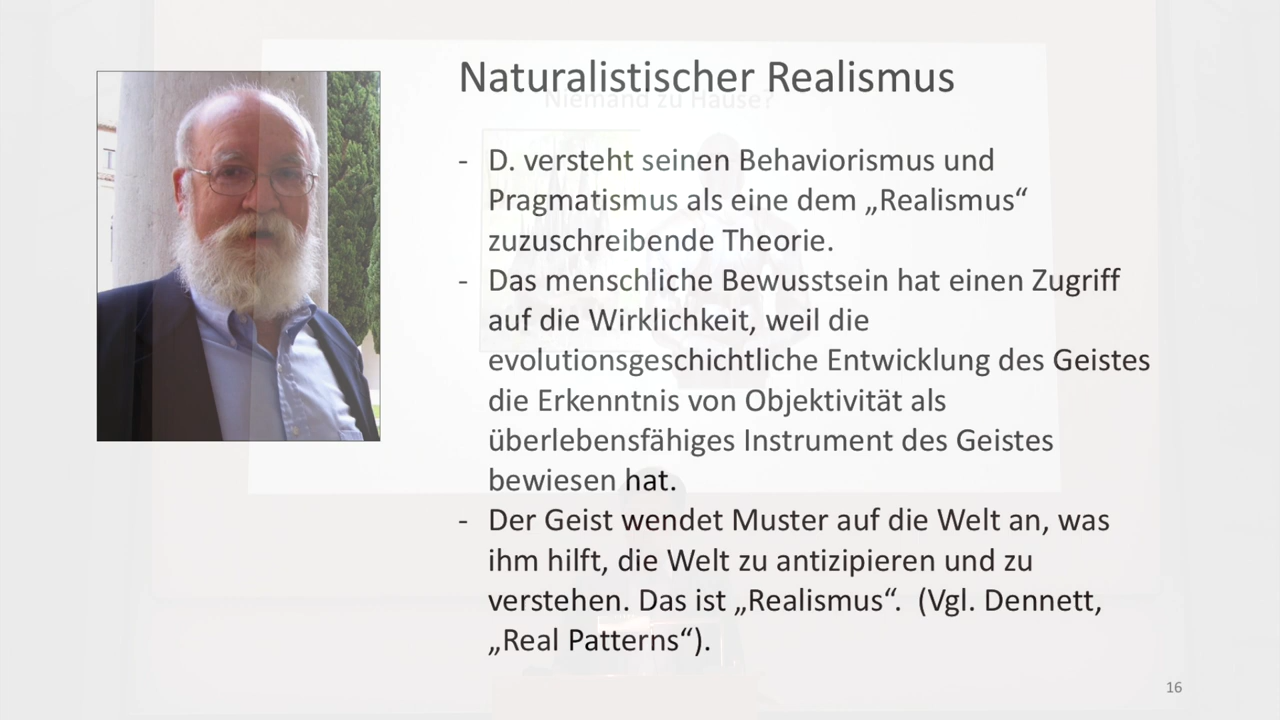 Naturalistischer Realismus
Niemand zu Hause?
- D. versteht seinen Behaviorismus und
Pragmatismus als eine dem „Realismus“
zuzuschreibende Theorie.
- Das menschliche Bewusstsein hat einen Zugriff
auf die Wirklichkeit, weil die
evolutionsgeschichtliche Entwicklung des Geistes
die Erkenntnis von Objektivität als
überlebensfähiges Instrument des Geistes
bewiesen hat.
- Der Geist wendet Muster auf die Welt an, was
ihm hilft, die Welt zu antizipieren und zu
verstehen. Das ist „Realismus“. (Vgl. Dennett,
„Real Patterns“).
16